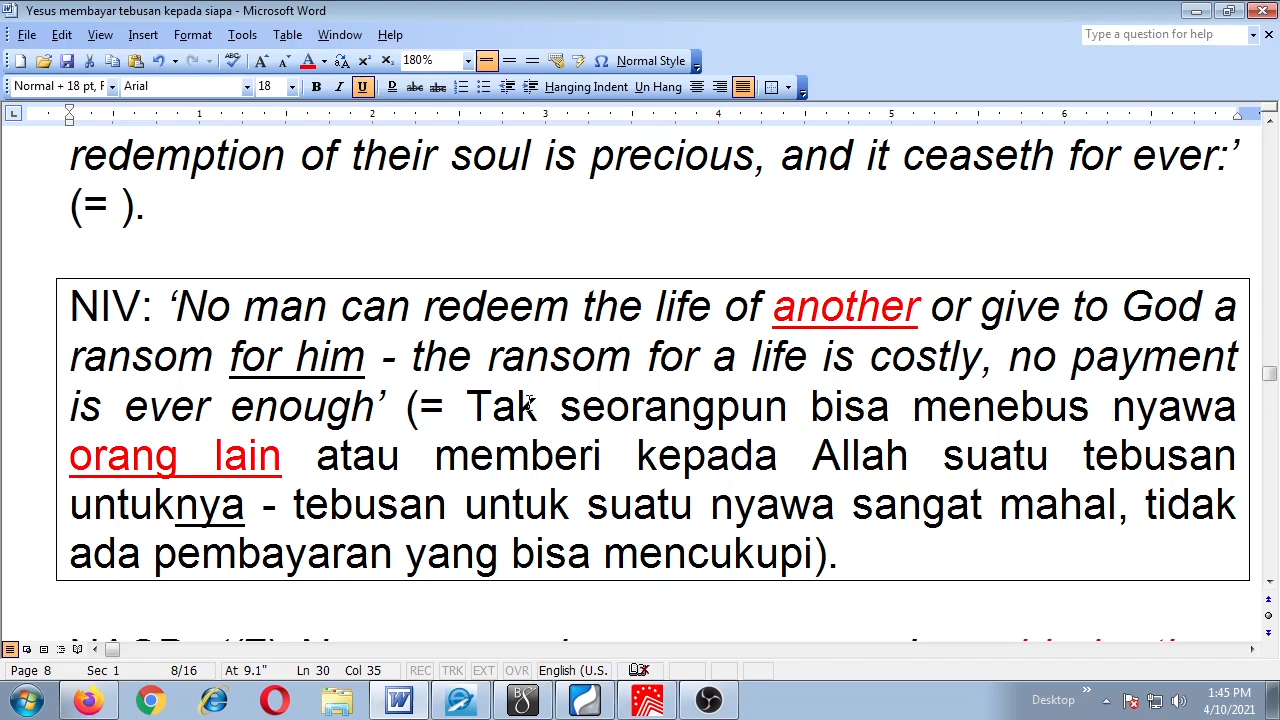 Yesus membayar tebusan kepada siapa - Microsoft Word
File Edit View Insert Format Tools Table Window Help
Type a question for help
180% Normal Style
Normal + 18 pt, F Arial 18 B I U Hanging Indent Un Hang
1 2 3 4 5 6
redemption of their soul is precious, and it ceaseth for ever:’
(= ).
NIV: ‘No man can redeem the life of another or give to God a
ransom for him - the ransom for a life is costly, no payment
is ever enough’ (= Tak seorangpun bisa menebus nyawa
orang lain atau memberi kepada Allah suatu tebusan
untuknya - tebusan untuk suatu nyawa sangat mahal, tidak
ada pembayaran yang bisa mencukupi).
Page 8 Sec 1 8/16 At 9.1" Ln 30 Col 35 REC TRK EXT OVR English (U.S.
Desktop
1:45 PM
4/10/2021